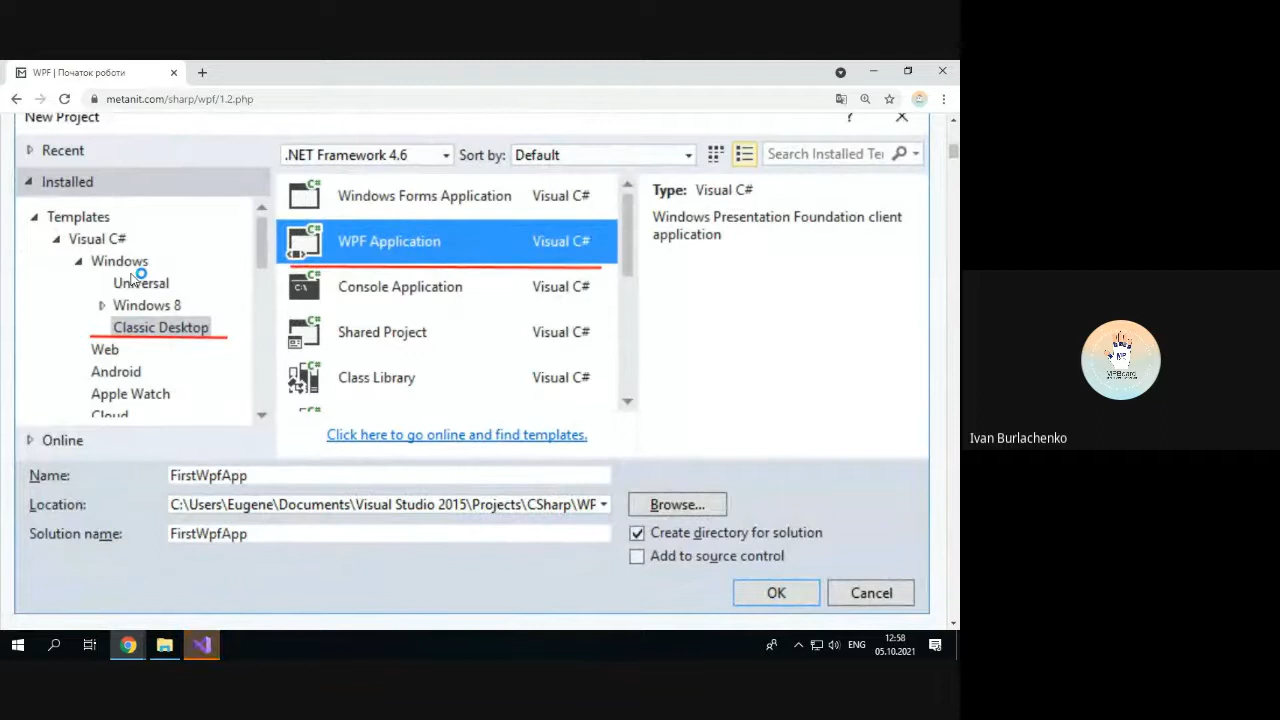 WPF | Початок роботи
metanit.com/sharp/wpf/1.2.php
New Project
?
Recent
.NET Framework 4.6
Sort by:
Default
Search Installed Te
Installed
Templates
Visual C#
Windows
Universal
Windows 8
Classic Desktop
Web
Android
Apple Watch
Cloud
Windows Forms Application Visual C#
WPF Application Visual C#
Console Application Visual C#
Shared Project Visual C#
Class Library Visual C#
Type: Visual C#
Windows Presentation Foundation client
application
Online
Click here to go online and find templates.
Name: FirstWpfApp
Location: C:\Users\Eugene\Documents\Visual Studio 2015\Projects\CSharp\WF
Browse...
Solution name: FirstWpfApp
Create directory for solution
Add to source control
OK
Cancel
ENG
12:58
05.10.2021
Ivan Burlachenko